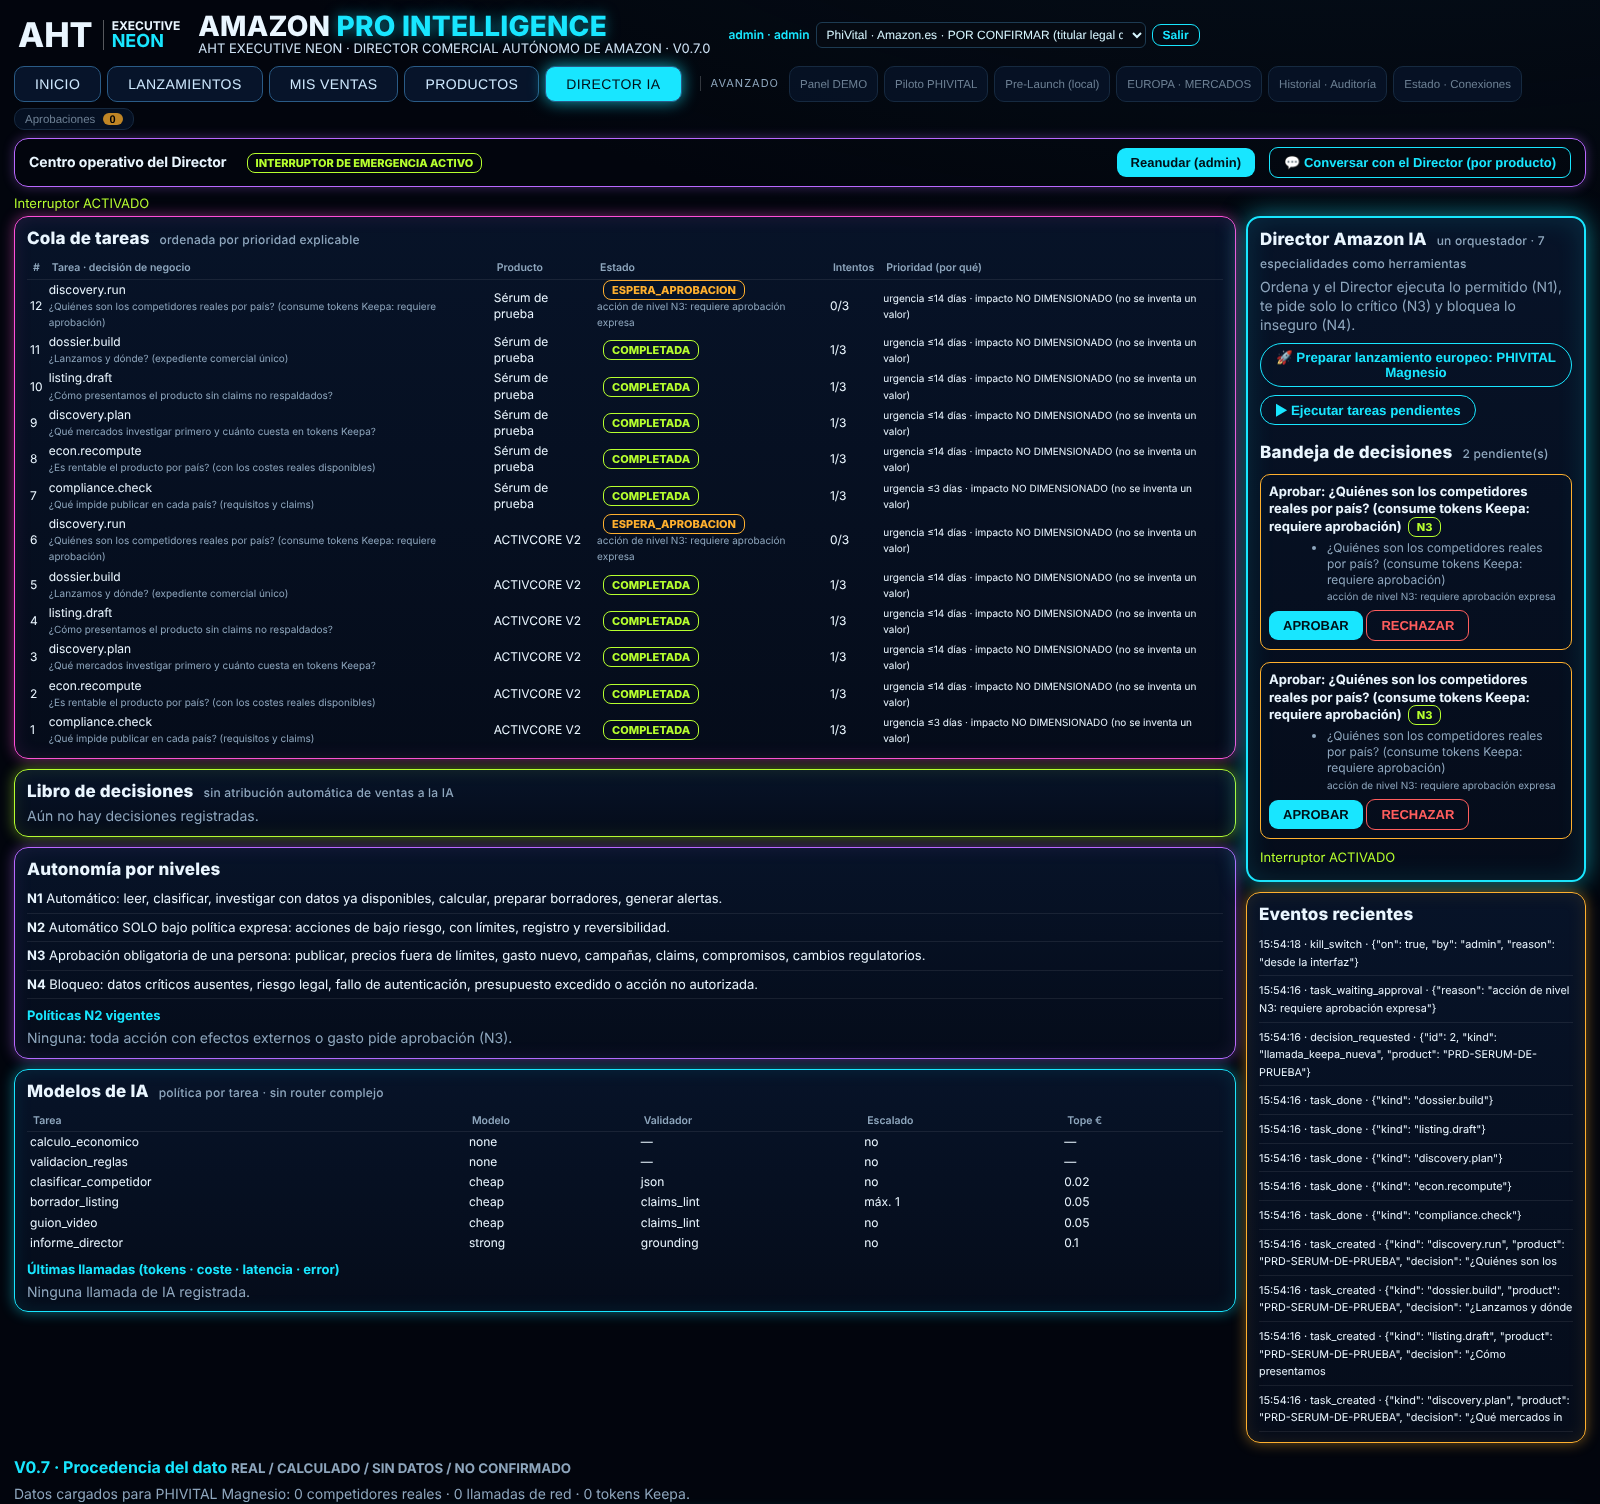 AHT EXECUTIVE NEON
AMAZON PRO INTELLIGENCE
AHT EXECUTIVE NEON · DIRECTOR COMERCIAL AUTÓNOMO DE AMAZON · V0.7.0
admin · admin
PhiVital · Amazon.es · POR CONFIRMAR (titular legal c
Salir
INICIO
LANZAMIENTOS
MIS VENTAS
PRODUCTOS
DIRECTOR IA
AVANZADO
Panel DEMO
Piloto PHIVITAL
Pre-Launch (local)
EUROPA · MERCADOS
Historial · Auditoría
Estado · Conexiones
Aprobaciones 0
Centro operativo del Director
INTERRUPTOR DE EMERGENCIA ACTIVO
Reanudar (admin)
💬 Conversar con el Director (por producto)
Interruptor ACTIVADO
Cola de tareas ordenada por prioridad explicable
# Tarea · decisión de negocio Producto Estado Intentos Prioridad (por qué)
12 discovery.run
¿Quiénes son los competidores reales por país? (consume tokens Keepa: requiere
aprobación)
Sérum de
prueba
ESPERA_APROBACION
acción de nivel N3: requiere aprobación
expresa
0/3
urgencia ≤14 días · impacto NO DIMENSIONADO (no se inventa un
valor)
11 dossier.build
¿Lanzamos y dónde? (expediente comercial único)
Sérum de
prueba
COMPLETADA
1/3
urgencia ≤14 días · impacto NO DIMENSIONADO (no se inventa un
valor)
10 listing.draft
¿Cómo presentamos el producto sin claims no respaldados?
Sérum de
prueba
COMPLETADA
1/3
urgencia ≤14 días · impacto NO DIMENSIONADO (no se inventa un
valor)
9 discovery.plan
¿Qué mercados investigar primero y cuánto cuesta en tokens Keepa?
Sérum de
prueba
COMPLETADA
1/3
urgencia ≤14 días · impacto NO DIMENSIONADO (no se inventa un
valor)
8 econ.recompute
¿Es rentable el producto por país? (con los costes reales disponibles)
Sérum de
prueba
COMPLETADA
1/3
urgencia ≤14 días · impacto NO DIMENSIONADO (no se inventa un
valor)
7 compliance.check
¿Qué impide publicar en cada país? (requisitos y claims)
Sérum de
prueba
COMPLETADA
1/3
urgencia ≤3 días · impacto NO DIMENSIONADO (no se inventa un
valor)
6 discovery.run
¿Quiénes son los competidores reales por país? (consume tokens Keepa: requiere
aprobación)
ACTIVCORE V2
ESPERA_APROBACION
acción de nivel N3: requiere aprobación
expresa
0/3
urgencia ≤14 días · impacto NO DIMENSIONADO (no se inventa un
valor)
5 dossier.build
¿Lanzamos y dónde? (expediente comercial único)
ACTIVCORE V2
COMPLETADA
1/3
urgencia ≤14 días · impacto NO DIMENSIONADO (no se inventa un
valor)
4 listing.draft
¿Cómo presentamos el producto sin claims no respaldados?
ACTIVCORE V2
COMPLETADA
1/3
urgencia ≤14 días · impacto NO DIMENSIONADO (no se inventa un
valor)
3 discovery.plan
¿Qué mercados investigar primero y cuánto cuesta en tokens Keepa?
ACTIVCORE V2
COMPLETADA
1/3
urgencia ≤14 días · impacto NO DIMENSIONADO (no se inventa un
valor)
2 econ.recompute
¿Es rentable el producto por país? (con los costes reales disponibles)
ACTIVCORE V2
COMPLETADA
1/3
urgencia ≤14 días · impacto NO DIMENSIONADO (no se inventa un
valor)
1 compliance.check
¿Qué impide publicar en cada país? (requisitos y claims)
ACTIVCORE V2
COMPLETADA
1/3
urgencia ≤3 días · impacto NO DIMENSIONADO (no se inventa un
valor)
Libro de decisiones sin atribución automática de ventas a la IA
Aún no hay decisiones registradas.
Autonomía por niveles
N1 Automático: leer, clasificar, investigar con datos ya disponibles, calcular, preparar borradores, generar alertas.
N2 Automático SOLO bajo política expresa: acciones de bajo riesgo, con límites, registro y reversibilidad.
N3 Aprobación obligatoria de una persona: publicar, precios fuera de límites, gasto nuevo, campañas, claims, compromisos, cambios regulatorios.
N4 Bloqueo: datos críticos ausentes, riesgo legal, fallo de autenticación, presupuesto excedido o acción no autorizada.
Políticas N2 vigentes
Ninguna: toda acción con efectos externos o gasto pide aprobación (N3).
Modelos de IA política por tarea · sin router complejo
Tarea Modelo Validador Escalado Tope €
calculo_economico none — no —
validacion_reglas none — no —
clasificar_competidor cheap json no 0.02
borrador_listing cheap claims_lint máx. 1 0.05
guion_video cheap claims_lint no 0.05
informe_director strong grounding no 0.1
Últimas llamadas (tokens · coste · latencia · error)
Ninguna llamada de IA registrada.
Director Amazon IA un orquestador · 7
especialidades como herramientas
Ordena y el Director ejecuta lo permitido (N1),
te pide solo lo crítico (N3) y bloquea lo
inseguro (N4).
🚀 Preparar lanzamiento europeo: PHIVITAL
Magnesio
▶ Ejecutar tareas pendientes
Bandeja de decisiones 2 pendiente(s)
Aprobar: ¿Quiénes son los competidores
reales por país? (consume tokens Keepa:
requiere aprobación) N3
• ¿Quiénes son los competidores reales
por país? (consume tokens Keepa:
requiere aprobación)
acción de nivel N3: requiere aprobación expresa
APROBAR RECHAZAR
Aprobar: ¿Quiénes son los competidores
reales por país? (consume tokens Keepa:
requiere aprobación) N3
• ¿Quiénes son los competidores reales
por país? (consume tokens Keepa:
requiere aprobación)
acción de nivel N3: requiere aprobación expresa
APROBAR RECHAZAR
Interruptor ACTIVADO
Eventos recientes
15:54:18 · kill_switch · {"on": true, "by": "admin", "reason":
"desde la interfaz"}
15:54:16 · task_waiting_approval · {"reason": "acción de nivel
N3: requiere aprobación expresa"}
15:54:16 · decision_requested · {"id": 2, "kind":
"llamada_keepa_nueva", "product": "PRD-SERUM-DE-
PRUEBA"}
15:54:16 · task_done · {"kind": "dossier.build"}
15:54:16 · task_done · {"kind": "listing.draft"}
15:54:16 · task_done · {"kind": "discovery.plan"}
15:54:16 · task_done · {"kind": "econ.recompute"}
15:54:16 · task_done · {"kind": "compliance.check"}
15:54:16 · task_created · {"kind": "discovery.run", "product":
"PRD-SERUM-DE-PRUEBA", "decision": "¿Quiénes son los
15:54:16 · task_created · {"kind": "dossier.build", "product":
"PRD-SERUM-DE-PRUEBA", "decision": "¿Lanzamos y dónde
15:54:16 · task_created · {"kind": "listing.draft", "product":
"PRD-SERUM-DE-PRUEBA", "decision": "¿Cómo
presentamos
15:54:16 · task_created · {"kind": "discovery.plan", "product":
"PRD-SERUM-DE-PRUEBA", "decision": "¿Qué mercados in
V0.7 · Procedencia del dato REAL / CALCULADO / SIN DATOS / NO CONFIRMADO
Datos cargados para PHIVITAL Magnesio: 0 competidores reales · 0 llamadas de red · 0 tokens Keepa.